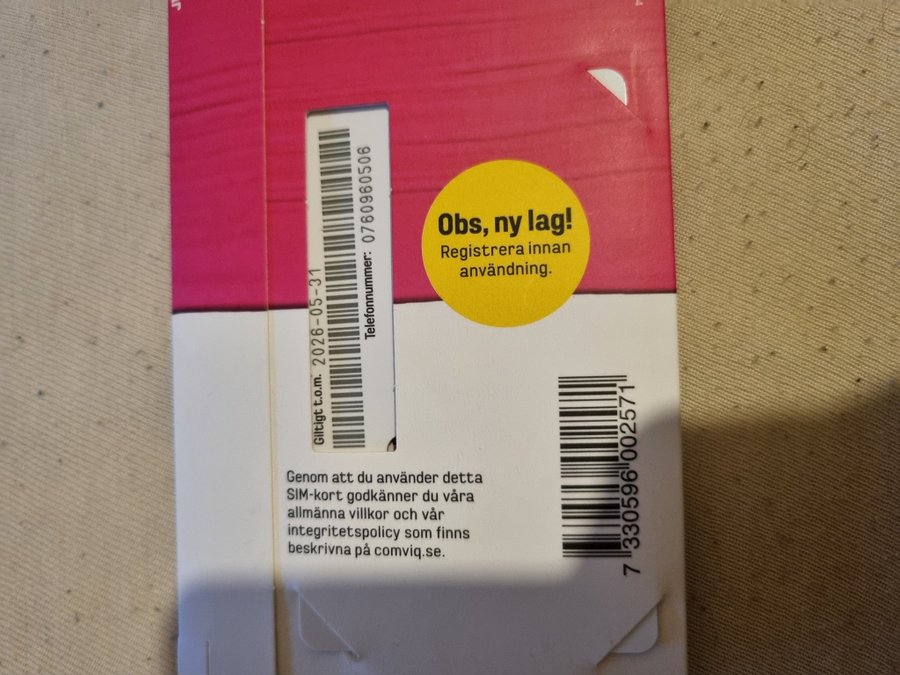 Giltigt t.o.m. 2026-05-31
Telefonnummer: 0760960506
Obs, ny lag!
Registrera innan
användning.
Genom att du använder detta
SIM-kort godkänner du våra
allmänna villkor och vår
integritetspolicy som finns
beskrivna på comviq.se.
7 330596 002571